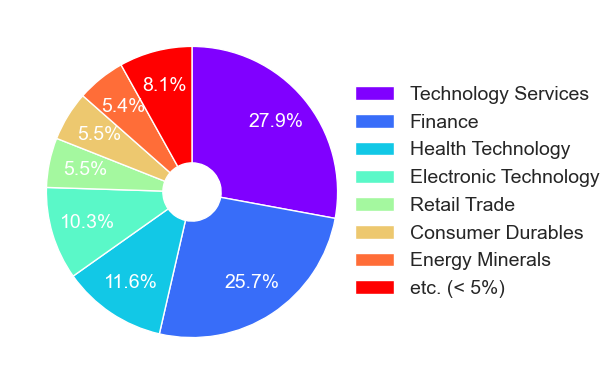 27.9%
25.7%
11.6%
10.3%
5.5%
5.5%
5.4%
8.1%
Technology Services
Finance
Health Technology
Electronic Technology
Retail Trade
Consumer Durables
Energy Minerals
etc. (< 5%)